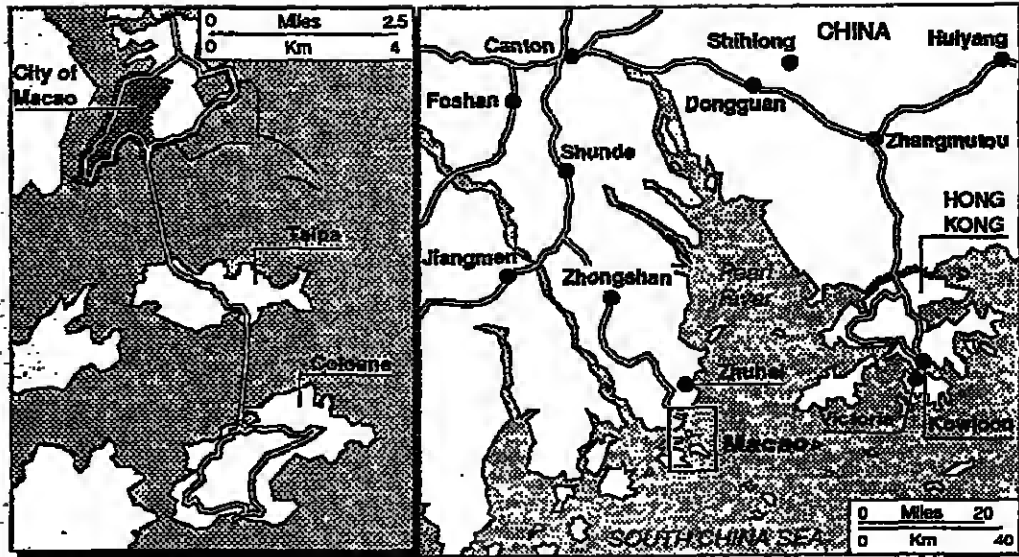 0 Miles 2.5
0 Km 4
City of
Macao
Taipa
Coloane
CHINA
Canton
Shihlong
Huiyang
Foshan
Dongguan
Zhangmutou
Shunde
HONG
KONG
Jiangmen
Zhongshan
Pearl
River
Zhuhai
Victoria
Kowloon
Macao
SOUTH CHINA SEA
0 Miles 20
0 Km 40